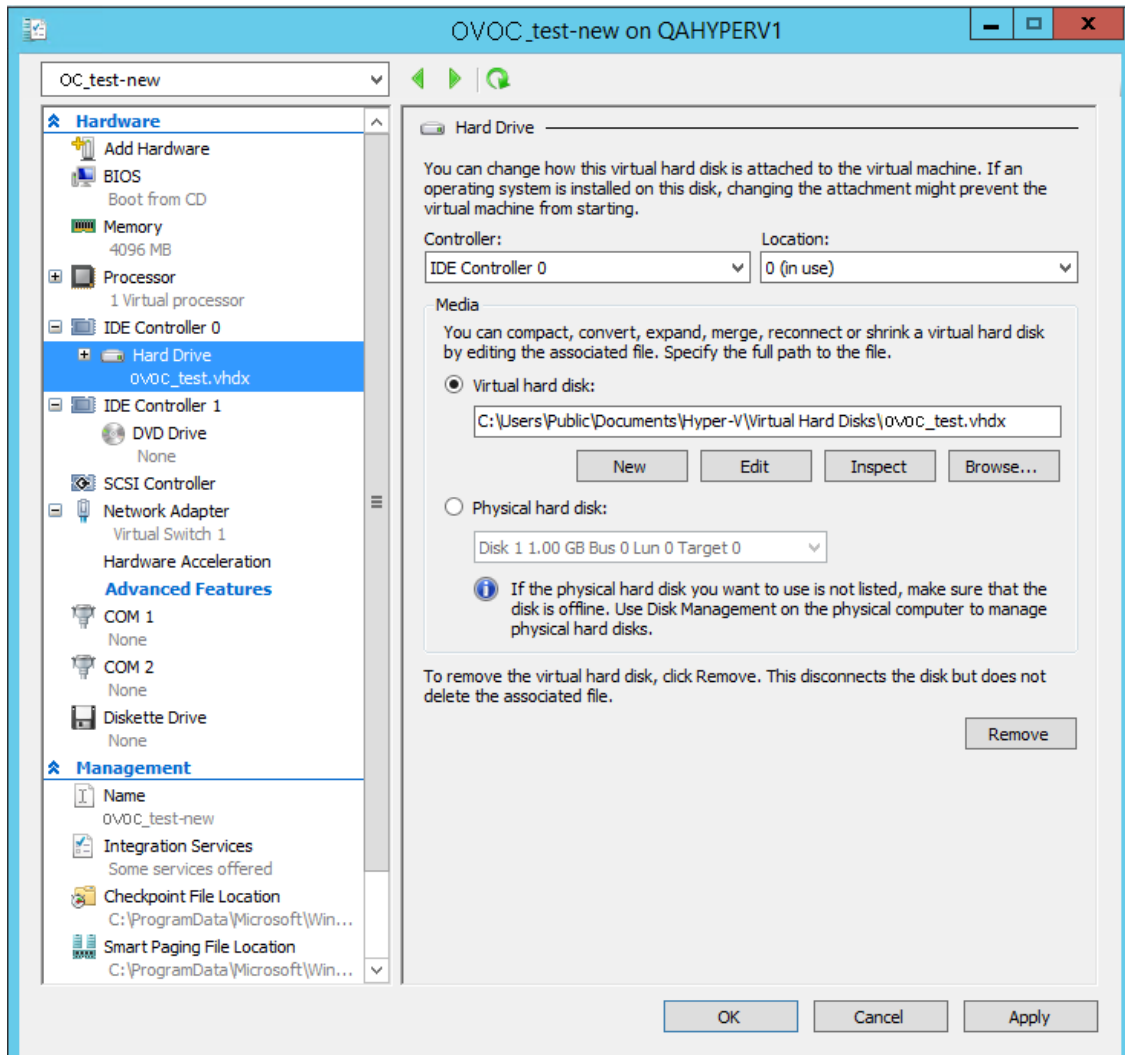 OVOC_test-new on QAHYPERV1
OC_test-new
Hardware
Add Hardware
BIOS
Boot from CD
Memory
4096 MB
Processor
1 Virtual processor
IDE Controller 0
Hard Drive
OVOC_test.vhdx
IDE Controller 1
DVD Drive
None
SCSI Controller
Network Adapter
Virtual Switch 1
Hardware Acceleration
Advanced Features
COM 1
None
COM 2
None
Diskette Drive
None
Management
Name
OVOC_test-new
Integration Services
Some services offered
Checkpoint File Location
C:\ProgramData\Microsoft\Win...
Smart Paging File Location
C:\ProgramData\Microsoft\Win...
Hard Drive
You can change how this virtual hard disk is attached to the virtual machine. If an
operating system is installed on this disk, changing the attachment might prevent the
virtual machine from starting.
Controller:
Location:
IDE Controller 0
0 (in use)
Media
You can compact, convert, expand, merge, reconnect or shrink a virtual hard disk
by editing the associated file. Specify the full path to the file.
Virtual hard disk:
C:\Users\Public\Documents\Hyper-V\Virtual Hard Disks\OVOC_test.vhdx
New
Edit
Inspect
Browse...
Physical hard disk:
Disk 1 1.00 GB Bus 0 Lun 0 Target 0
If the physical hard disk you want to use is not listed, make sure that the
disk is offline. Use Disk Management on the physical computer to manage
physical hard disks.
To remove the virtual hard disk, click Remove. This disconnects the disk but does not
delete the associated file.
Remove
OK
Cancel
Apply